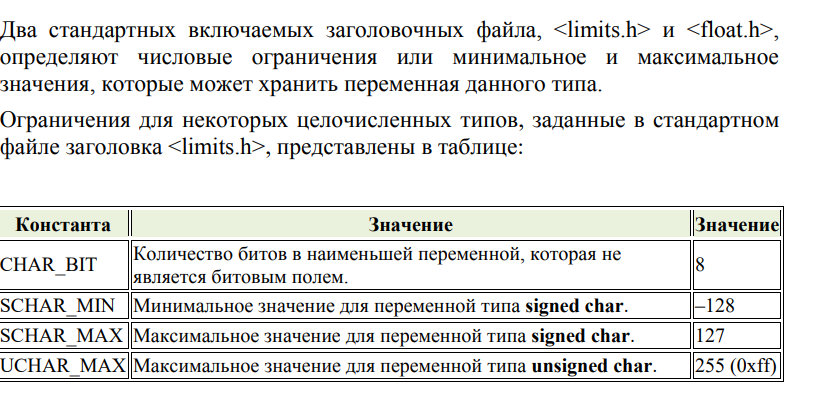 Два стандартных включаемых заголовочных файла, <limits.h> и <float.h>,
определяют числовые ограничения или минимальное и максимальное
значения, которые может хранить переменная данного типа.
Ограничения для некоторых целочисленных типов, заданные в стандартном
файле заголовка <limits.h>, представлены в таблице:
Константа Значение Значение
CHAR_BIT Количество битов в наименьшей переменной, которая не
является битовым полем. 8
SCHAR_MIN Минимальное значение для переменной типа signed char. –128
SCHAR_MAX Максимальное значение для переменной типа signed char. 127
UCHAR_MAX Максимальное значение для переменной типа unsigned char. 255 (0xff)